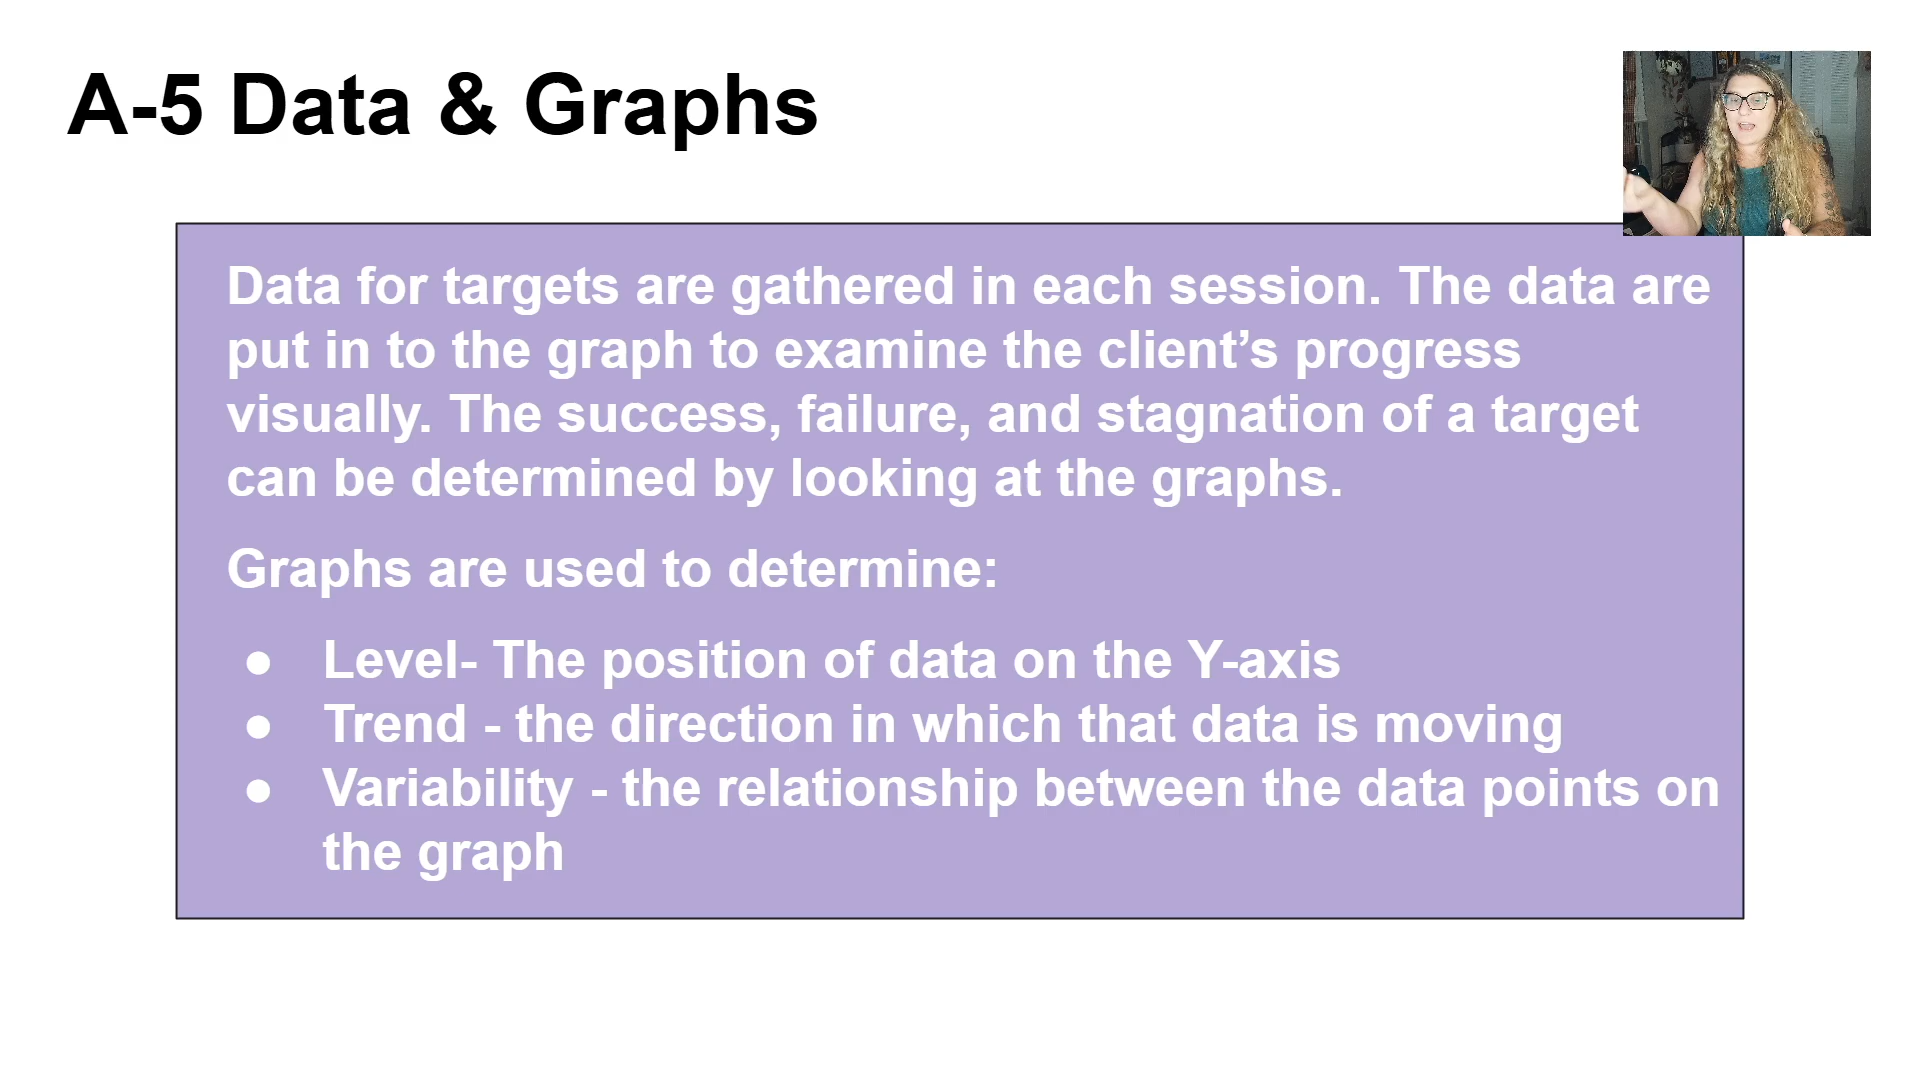 A-5 Data & Graphs
Data for targets are gathered in each session. The data are
put in to the graph to examine the client’s progress
visually. The success, failure, and stagnation of a target
can be determined by looking at the graphs.
Graphs are used to determine:
● Level- The position of data on the Y-axis
● Trend - the direction in which that data is moving
● Variability - the relationship between the data points on
the graph